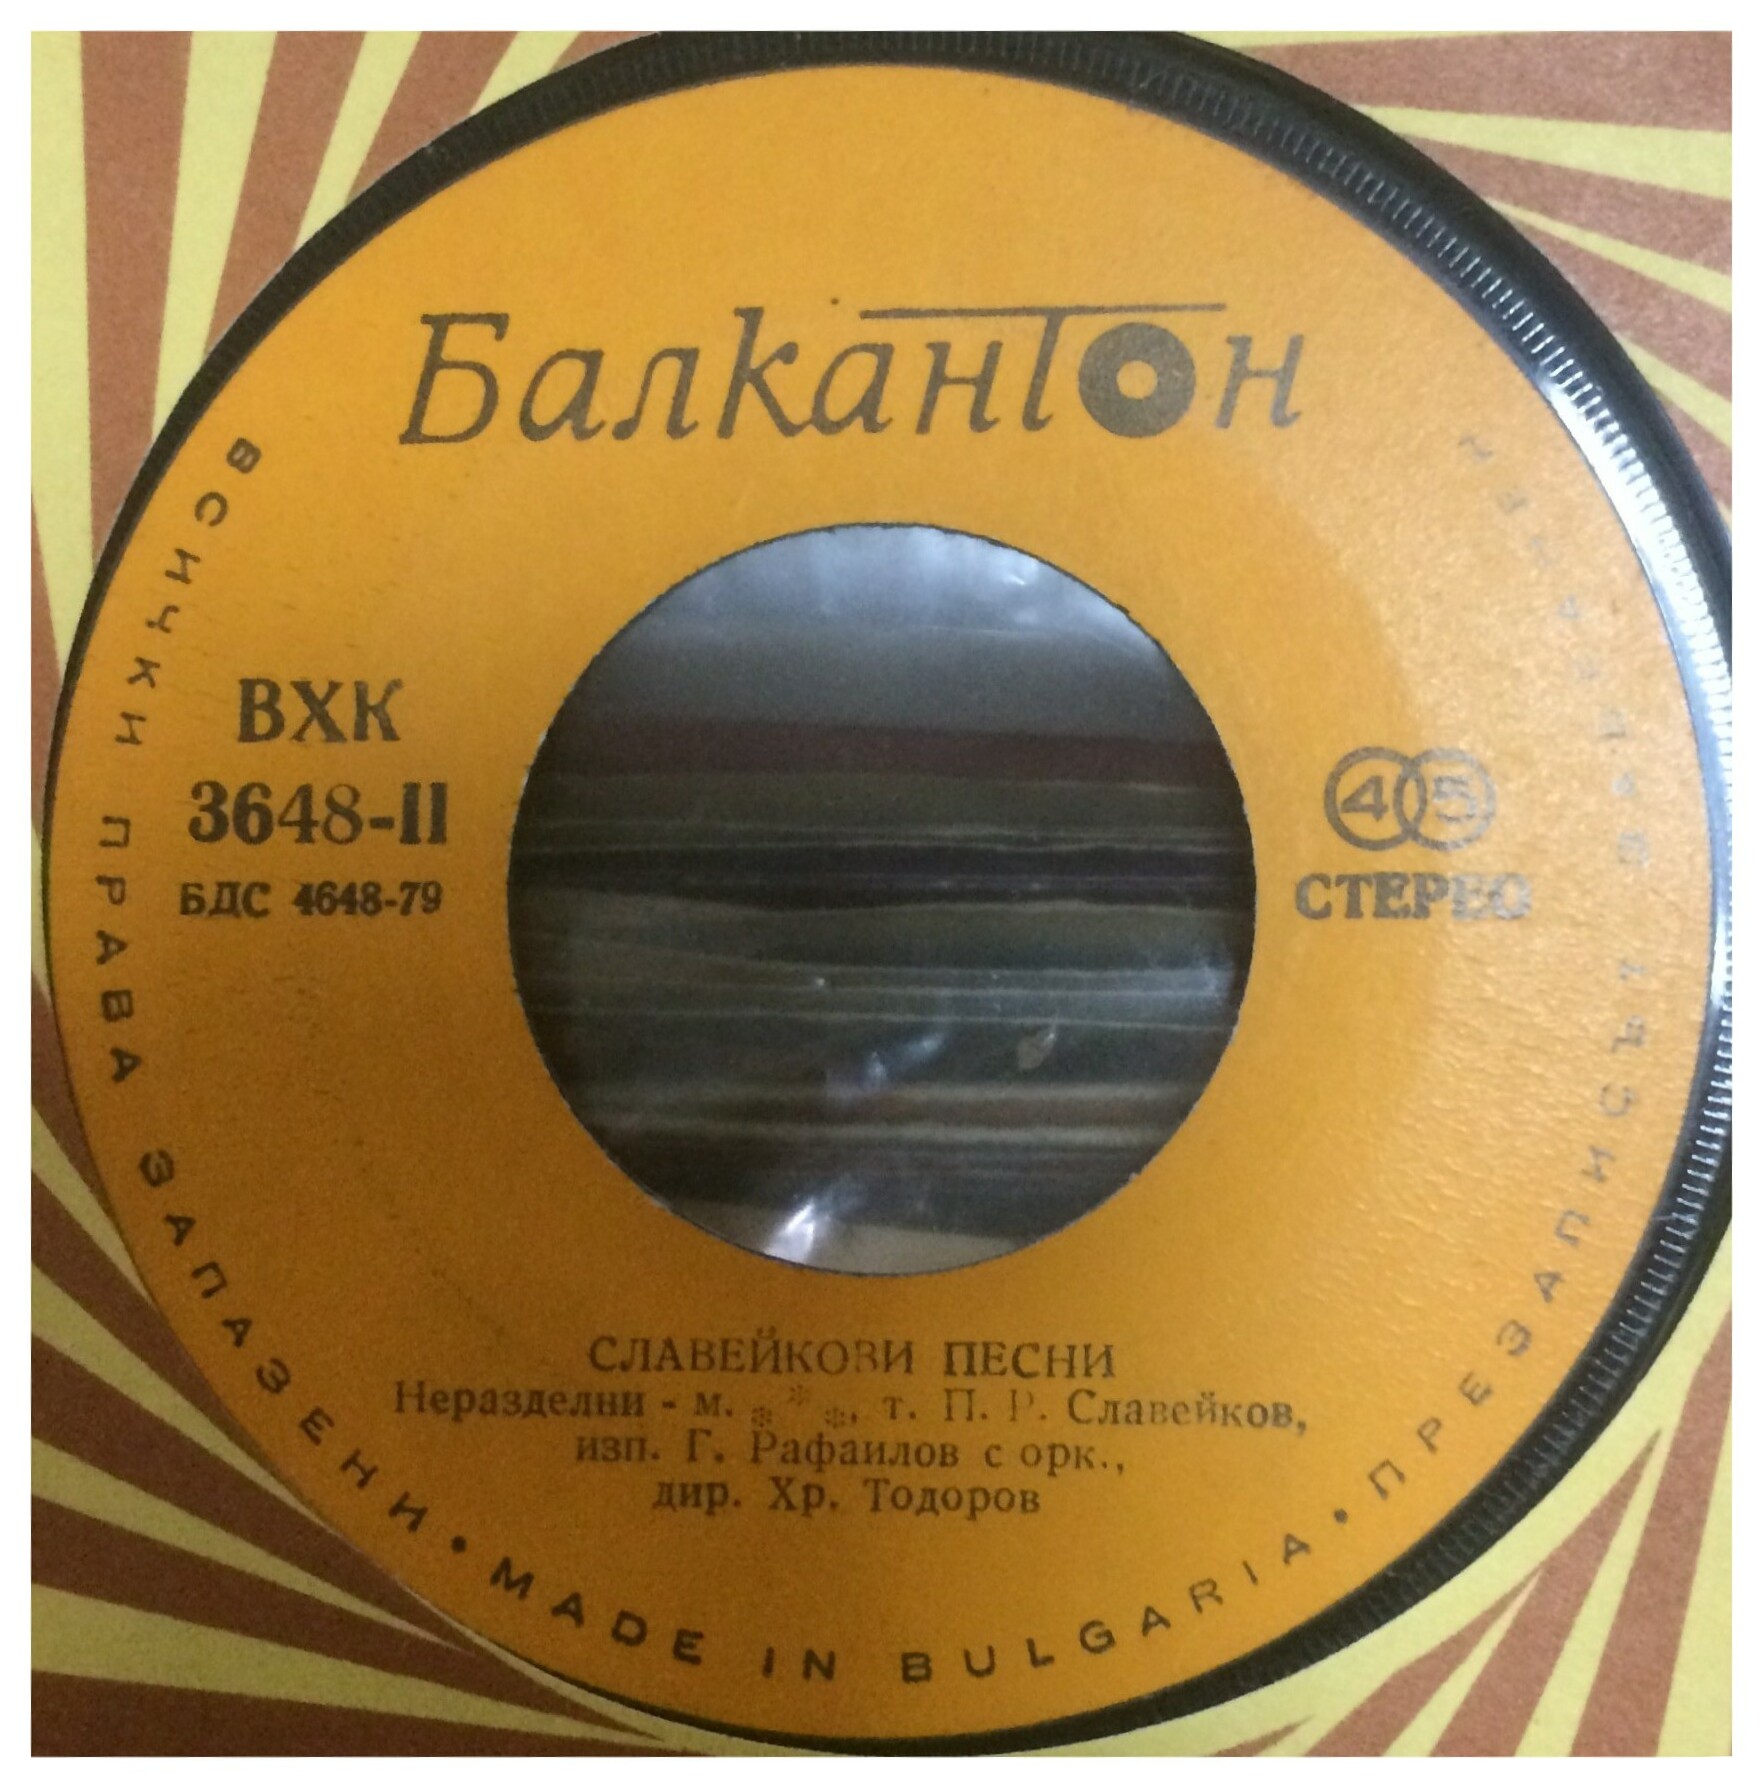 Балкантон
ВХК
3648-II
БДС 4648-79
45
СТЕРЕО
СЛАВЕЙКОВИ ПЕСНИ
Неразделни - м. * * *, т. П. Р. Славейков,
изп. Г. Рафаилов с орк.,
дир. Хр. Тодоров
ВСИЧКИ ПРАВА ЗАПАЗЕНИ • MADE IN BULGARIA • ПРЕЗАПИСЪТ